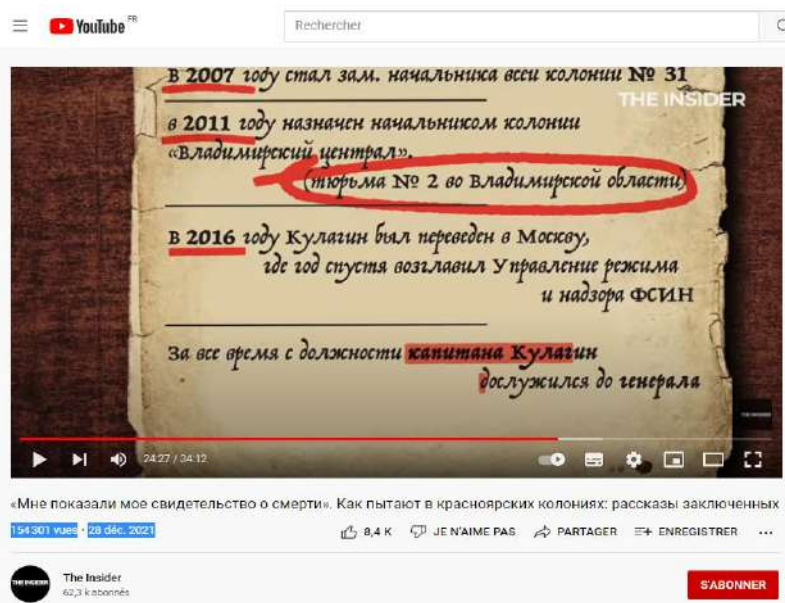 YouTube FR
Rechercher
В 2007 году стал зам. начальника всей колонии № 31
THE INSIDER
в 2011 году назначен начальником колонии
«Владимирский централ».
(тюрьма № 2 во Владимирской области)
В 2016 году Кулагин был переведен в Москву,
где год спустя возглавил Управление режима
и надзора ФСИН
За все время с должности капитана Кулагин
дослужился до генерала
24:27 / 34:12
«Мне показали мое свидетельство о смерти». Как пытают в красноярских колониях: рассказы заключенных
154 301 vues · 28 déc. 2021
8,4 K JE N'AIME PAS PARTAGER ENREGISTRER
The Insider
62,3 k abonnés
S'ABONNER